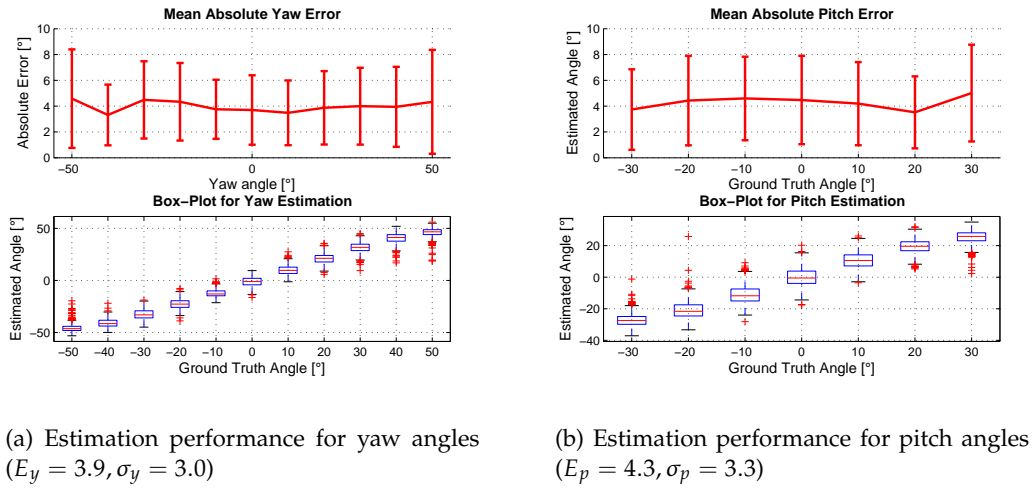 Mean Absolute Yaw Error
Absolute Error [°]
10
8
6
4
2
0
−50 0 50
Yaw angle [°]
Box−Plot for Yaw Estimation
Estimated Angle [°]
50
0
−50
−50 −40 −30 −20 −10 0 10 20 30 40 50
Ground Truth Angle [°]
(a) Estimation performance for yaw angles
(E_y = 3.9, σ_y = 3.0)
Mean Absolute Pitch Error
Estimated Angle [°]
10
8
6
4
2
0
−30 −20 −10 0 10 20 30
Ground Truth Angle [°]
Box−Plot for Pitch Estimation
Estimated Angle [°]
20
0
−20
−40
−30 −20 −10 0 10 20 30
Ground Truth Angle [°]
(b) Estimation performance for pitch angles
(E_p = 4.3, σ_p = 3.3)